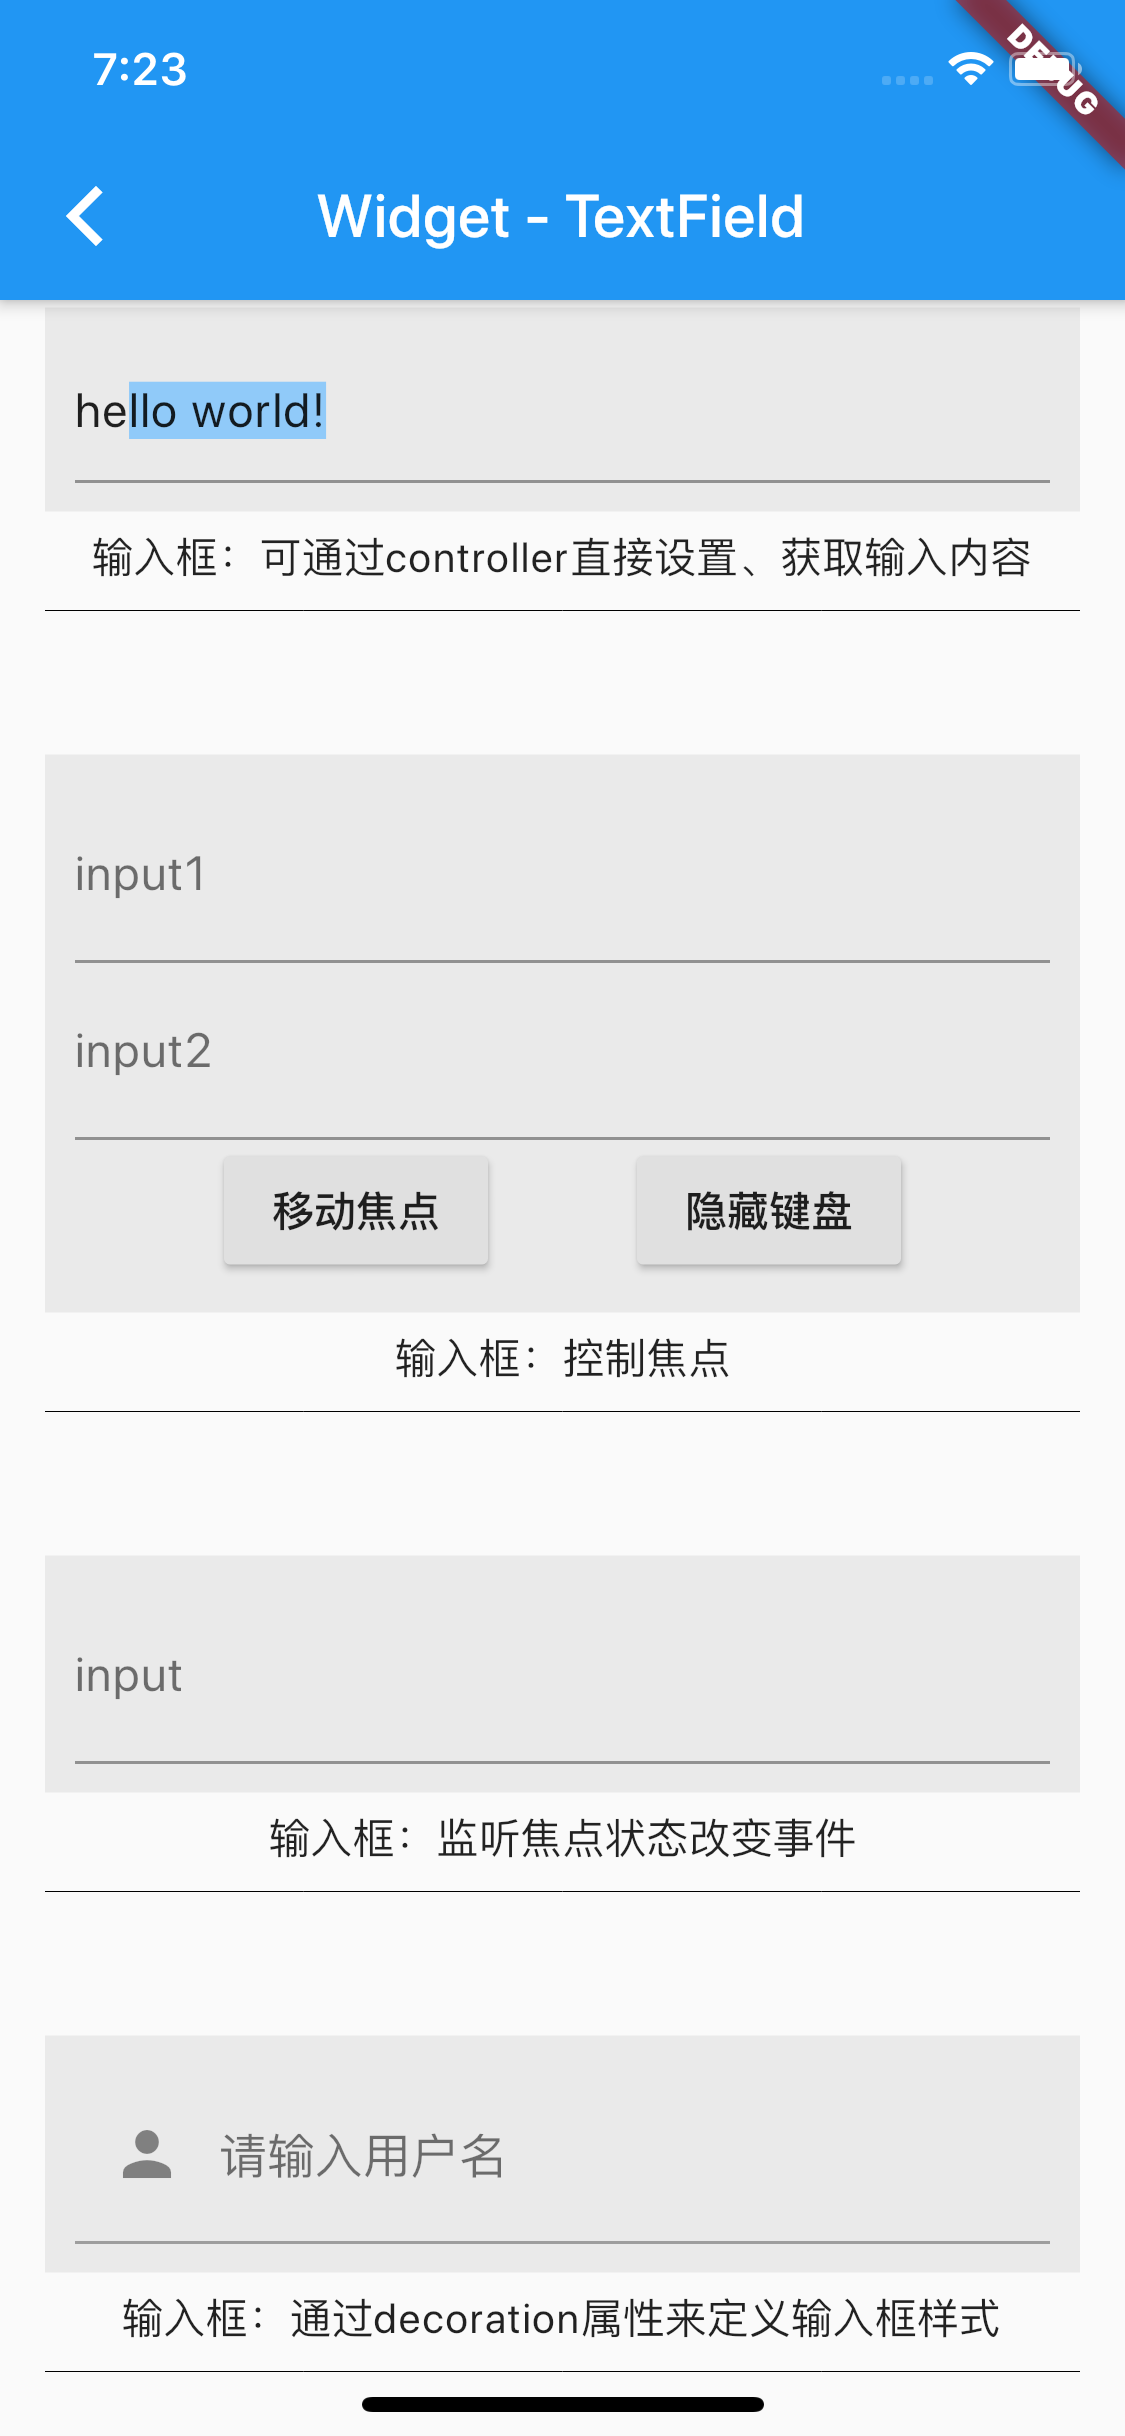 7:23
DEBUG
Widget - TextField
hello world!
输入框：可通过controller直接设置、获取输入内容
input1
input2
移动焦点
隐藏键盘
输入框：控制焦点
input
输入框：监听焦点状态改变事件
请输入用户名
输入框：通过decoration属性来定义输入框样式